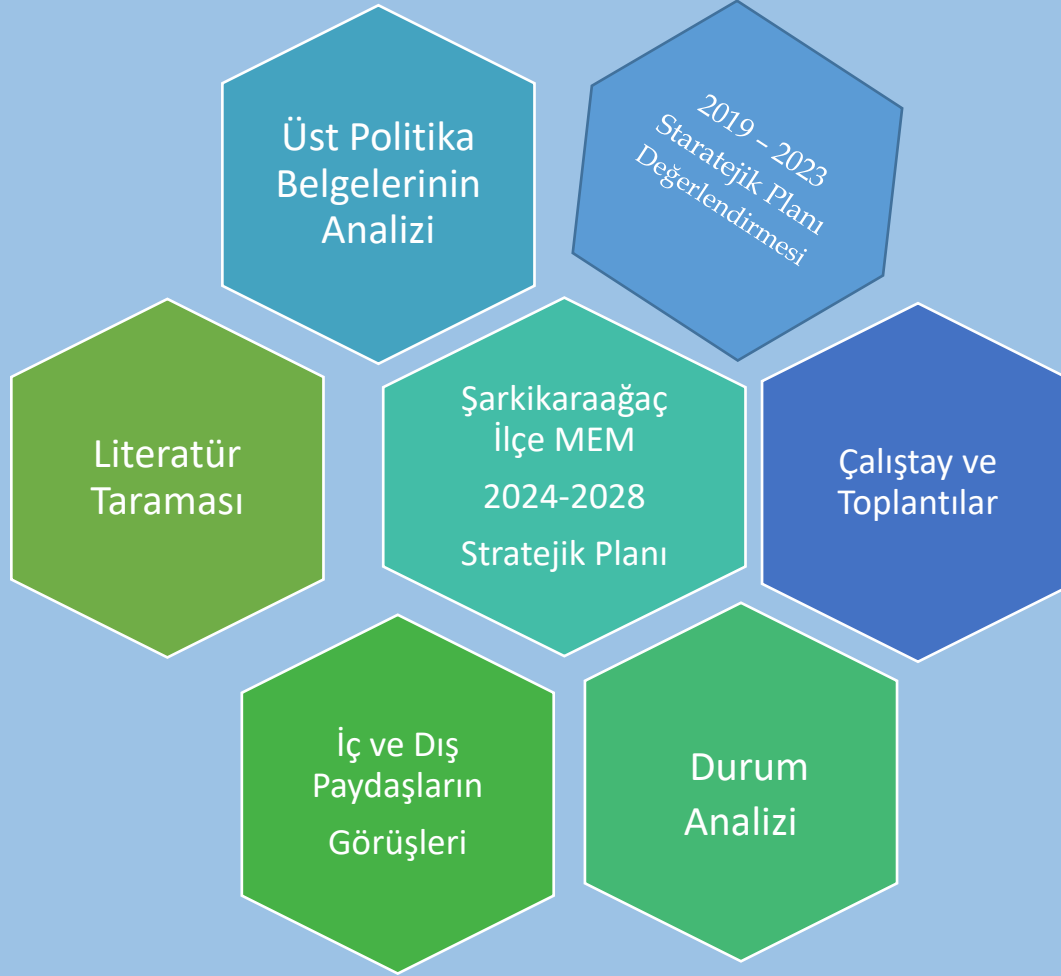 Üst Politika
Belgelerinin
Analizi
2019 – 2023
Staratejik Planı
Değerlendirmesi
Literatür
Taraması
Şarkikaraağaç
İlçe MEM
2024-2028
Stratejik Planı
Çalıştay ve
Toplantılar
İç ve Dış
Paydaşların
Görüşleri
Durum
Analizi